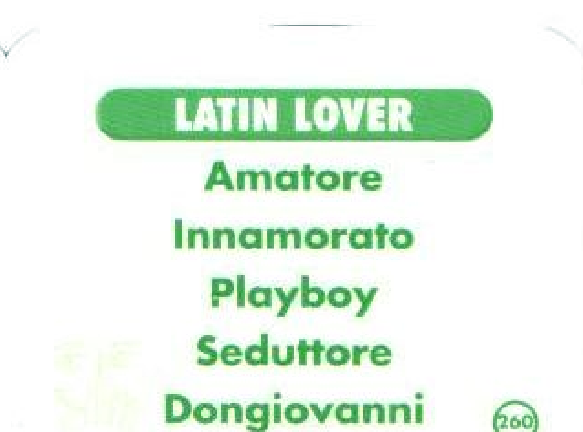 LATIN LOVER
Amatore
Innamorato
Playboy
Seduttore
Dongiovanni
260